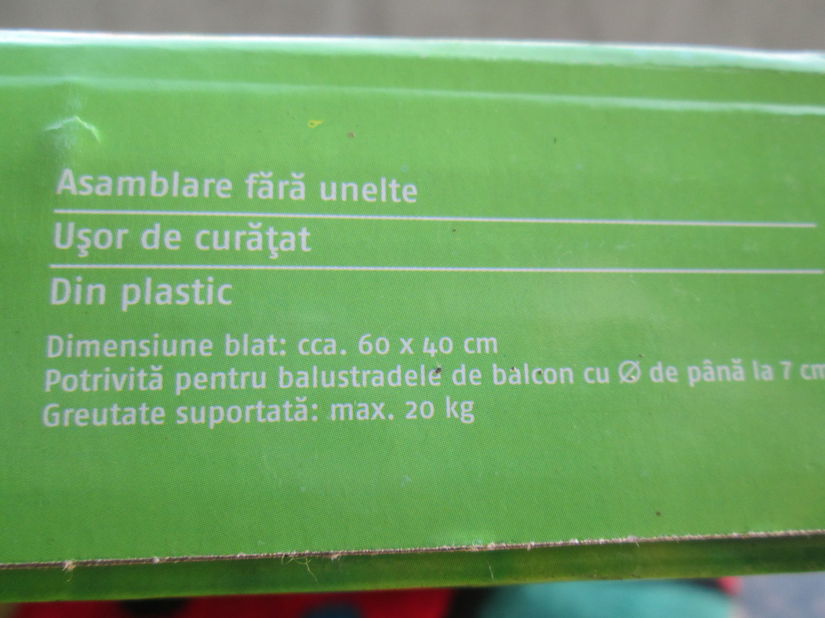 Asamblare fără unelte
Uşor de curăţat
Din plastic
Dimensiune blat: cca. 60 x 40 cm
Potrivită pentru balustradele de balcon cu Ø de până la 7 cm
Greutate suportată: max. 20 kg